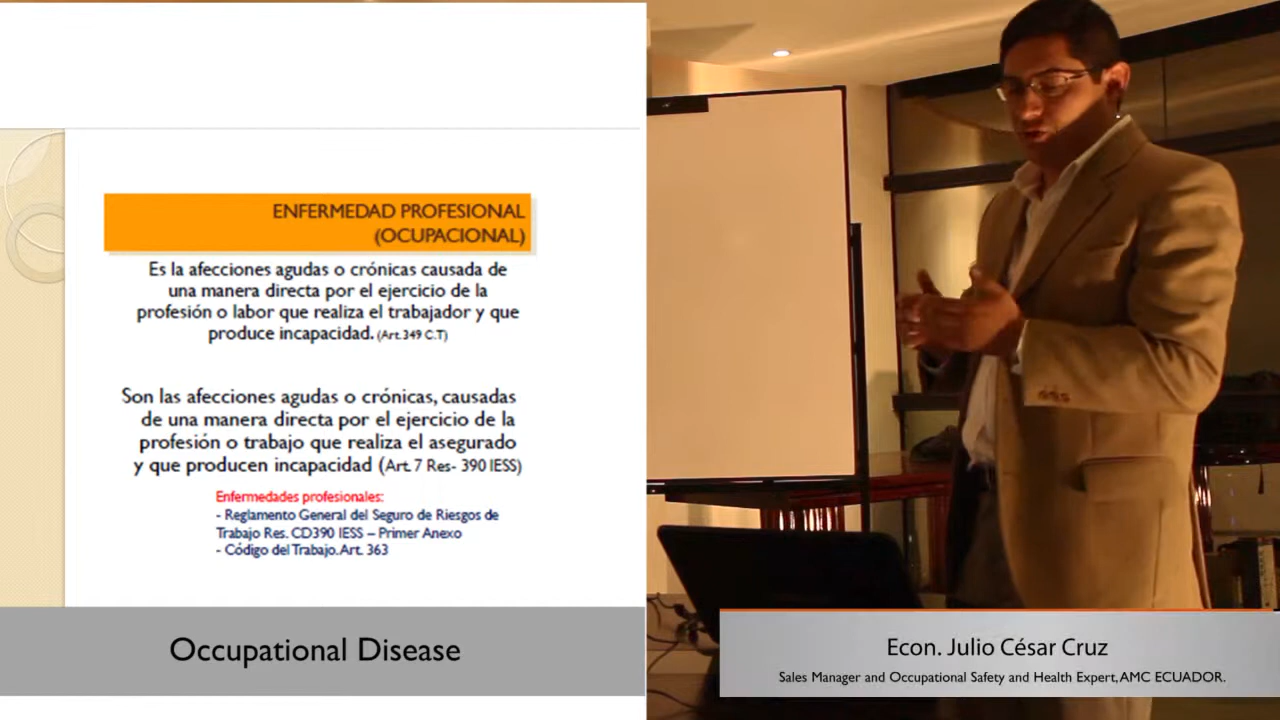 ENFERMEDAD PROFESIONAL
(OCUPACIONAL)
Es la afecciones agudas o crónicas causada de
una manera directa por el ejercicio de la
profesión o labor que realiza el trabajador y que
produce incapacidad. (Art. 349 C.T)
Son las afecciones agudas o crónicas, causadas
de una manera directa por el ejercicio de la
profesión o trabajo que realiza el asegurado
y que producen incapacidad (Art. 7 Res- 390 IESS)
Enfermedades profesionales:
- Reglamento General del Seguro de Riesgos de
Trabajo Res. CD390 IESS – Primer Anexo
- Código del Trabajo. Art. 363
Occupational Disease
Econ. Julio César Cruz
Sales Manager and Occupational Safety and Health Expert, AMC ECUADOR.